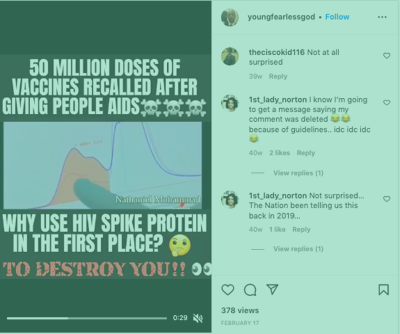 youngfearlessgod • Follow
50 MILLION DOSES OF
VACCINES RECALLED AFTER
GIVING PEOPLE AIDS☠☠☠
Nathanid Mohamarad
WHY USE HIV SPIKE PROTEIN
IN THE FIRST PLACE? 🤔
TO DESTROY YOU!! 👀
0:29
theciscokid116 Not at all
surprised
39w Reply
1st_lady_norton I know I'm going
to get a message saying my
comment was deleted 😂😂
because of guidelines.. idc idc idc
😂
40w 2 likes Reply
View replies (1)
1st_lady_norton Not surprised...
The Nation been telling us this
back in 2019...
40w 1 like Reply
View replies (1)
378 views
FEBRUARY 17